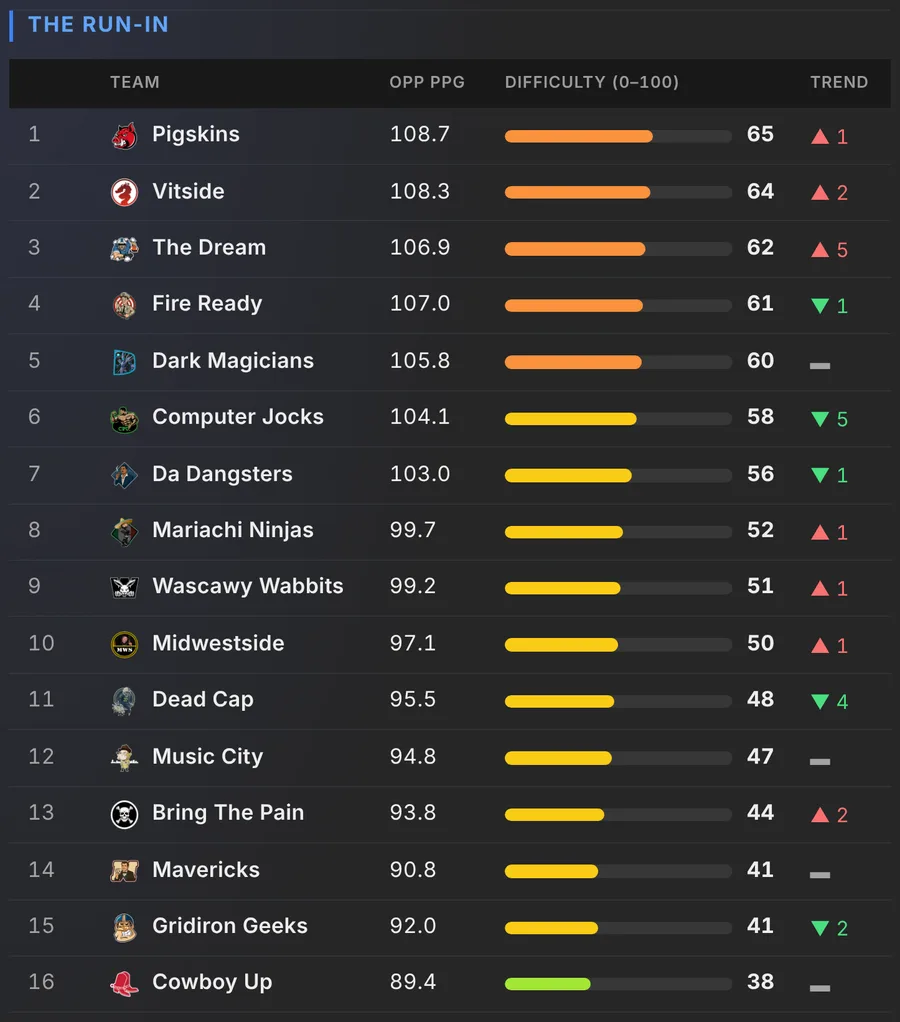 THE RUN-IN
TEAM OPP PPG DIFFICULTY (0–100) TREND
1 Pigskins 108.7 65 ▲ 1
2 Vitside 108.3 64 ▲ 2
3 The Dream 106.9 62 ▲ 5
4 Fire Ready 107.0 61 ▼ 1
5 Dark Magicians 105.8 60 ▬
6 Computer Jocks 104.1 58 ▼ 5
7 Da Dangsters 103.0 56 ▼ 1
8 Mariachi Ninjas 99.7 52 ▲ 1
9 Wascawy Wabbits 99.2 51 ▲ 1
10 MWS Midwestside 97.1 50 ▲ 1
11 Dead Cap 95.5 48 ▼ 4
12 Music City 94.8 47 ▬
13 Bring The Pain 93.8 44 ▲ 2
14 Mavericks 90.8 41 ▬
15 Gridiron Geeks 92.0 41 ▼ 2
16 Cowboy Up 89.4 38 ▬